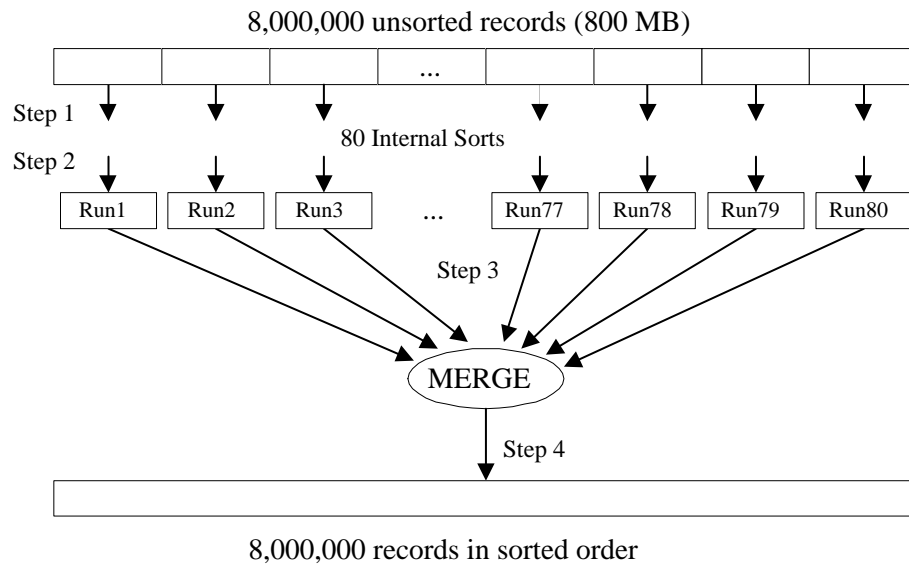 8,000,000 unsorted records (800 MB)
...
Step 1
80 Internal Sorts
Step 2
Run1 Run2 Run3 ... Run77 Run78 Run79 Run80
Step 3
MERGE
Step 4
8,000,000 records in sorted order